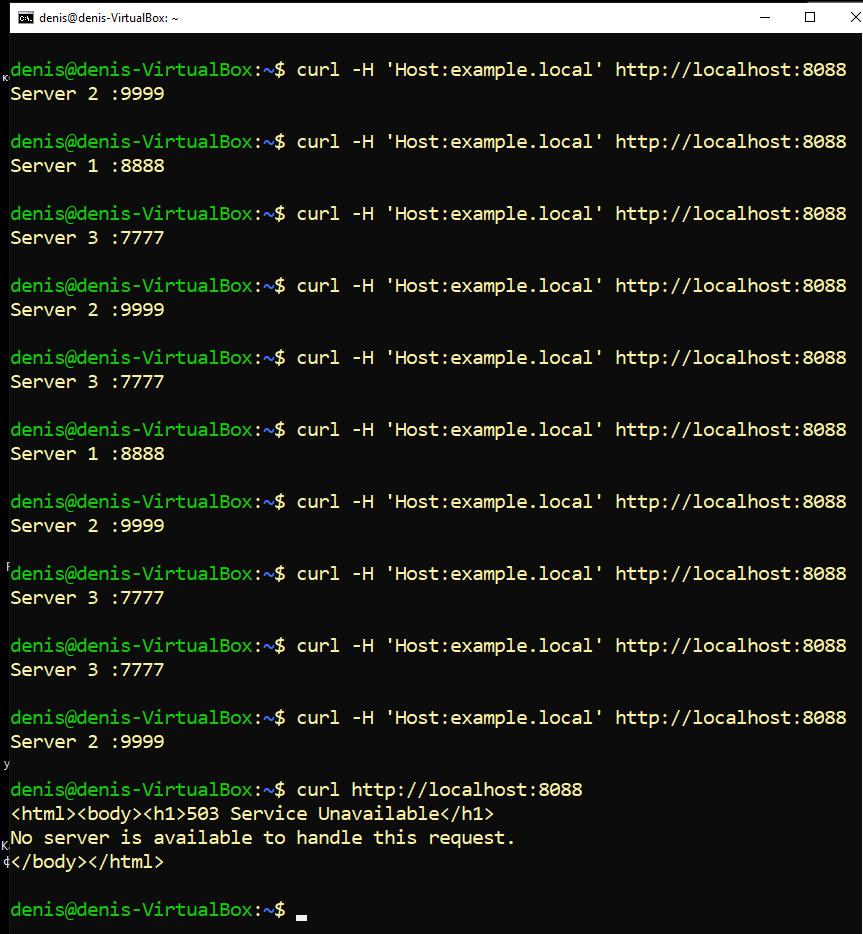 denis@denis-VirtualBox: ~
denis@denis-VirtualBox:~$ curl -H 'Host:example.local' http://localhost:8088
Server 2 :9999
denis@denis-VirtualBox:~$ curl -H 'Host:example.local' http://localhost:8088
Server 1 :8888
denis@denis-VirtualBox:~$ curl -H 'Host:example.local' http://localhost:8088
Server 3 :7777
denis@denis-VirtualBox:~$ curl -H 'Host:example.local' http://localhost:8088
Server 2 :9999
denis@denis-VirtualBox:~$ curl -H 'Host:example.local' http://localhost:8088
Server 3 :7777
denis@denis-VirtualBox:~$ curl -H 'Host:example.local' http://localhost:8088
Server 1 :8888
denis@denis-VirtualBox:~$ curl -H 'Host:example.local' http://localhost:8088
Server 2 :9999
denis@denis-VirtualBox:~$ curl -H 'Host:example.local' http://localhost:8088
Server 3 :7777
denis@denis-VirtualBox:~$ curl -H 'Host:example.local' http://localhost:8088
Server 3 :7777
denis@denis-VirtualBox:~$ curl -H 'Host:example.local' http://localhost:8088
Server 2 :9999
denis@denis-VirtualBox:~$ curl http://localhost:8088
<html><body><h1>503 Service Unavailable</h1>
No server is available to handle this request.
</body></html>
denis@denis-VirtualBox:~$